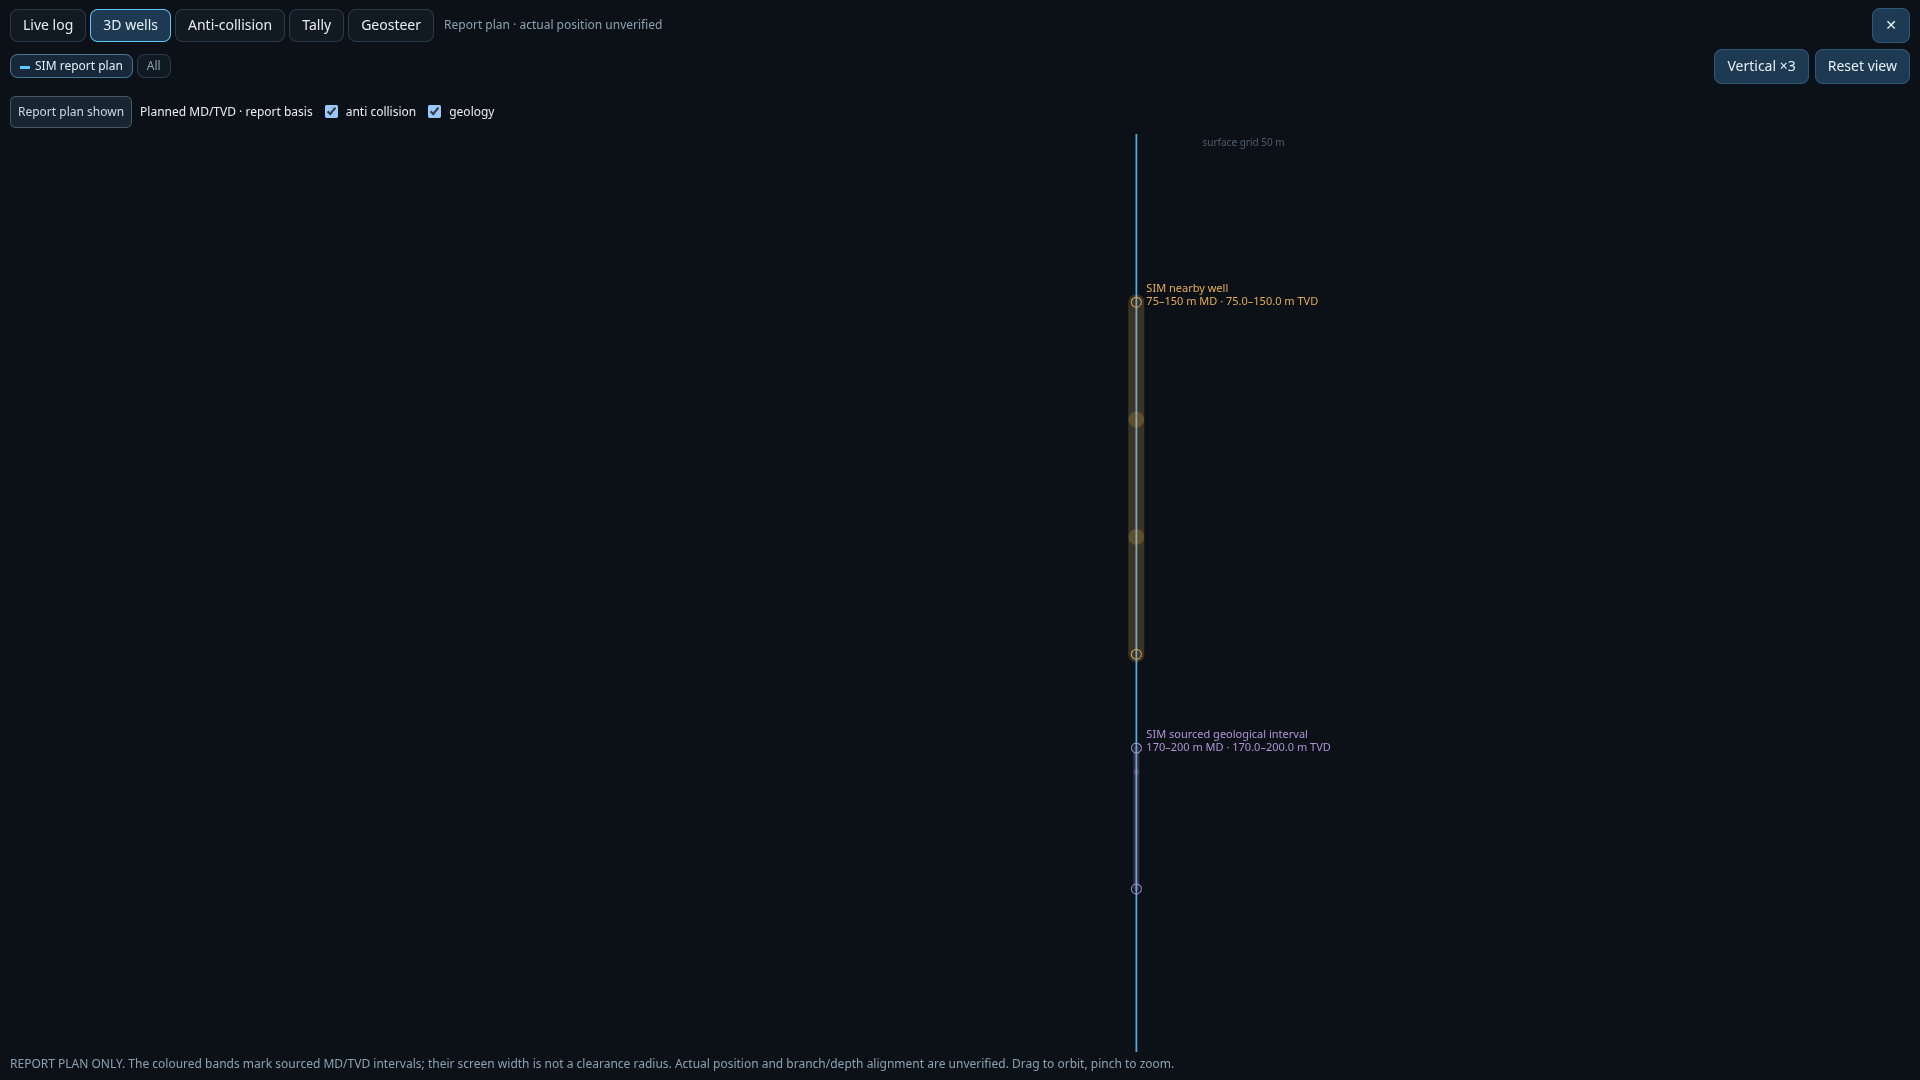 Live log 3D wells Anti-collision Tally Geosteer Report plan · actual position unverified ×
SIM report plan All Vertical ×3 Reset view
Report plan shown Planned MD/TVD · report basis anti collision geology
surface grid 50 m
SIM nearby well
75–150 m MD · 75.0–150.0 m TVD
SIM sourced geological interval
170–200 m MD · 170.0–200.0 m TVD
REPORT PLAN ONLY. The coloured bands mark sourced MD/TVD intervals; their screen width is not a clearance radius. Actual position and branch/depth alignment are unverified. Drag to orbit, pinch to zoom.